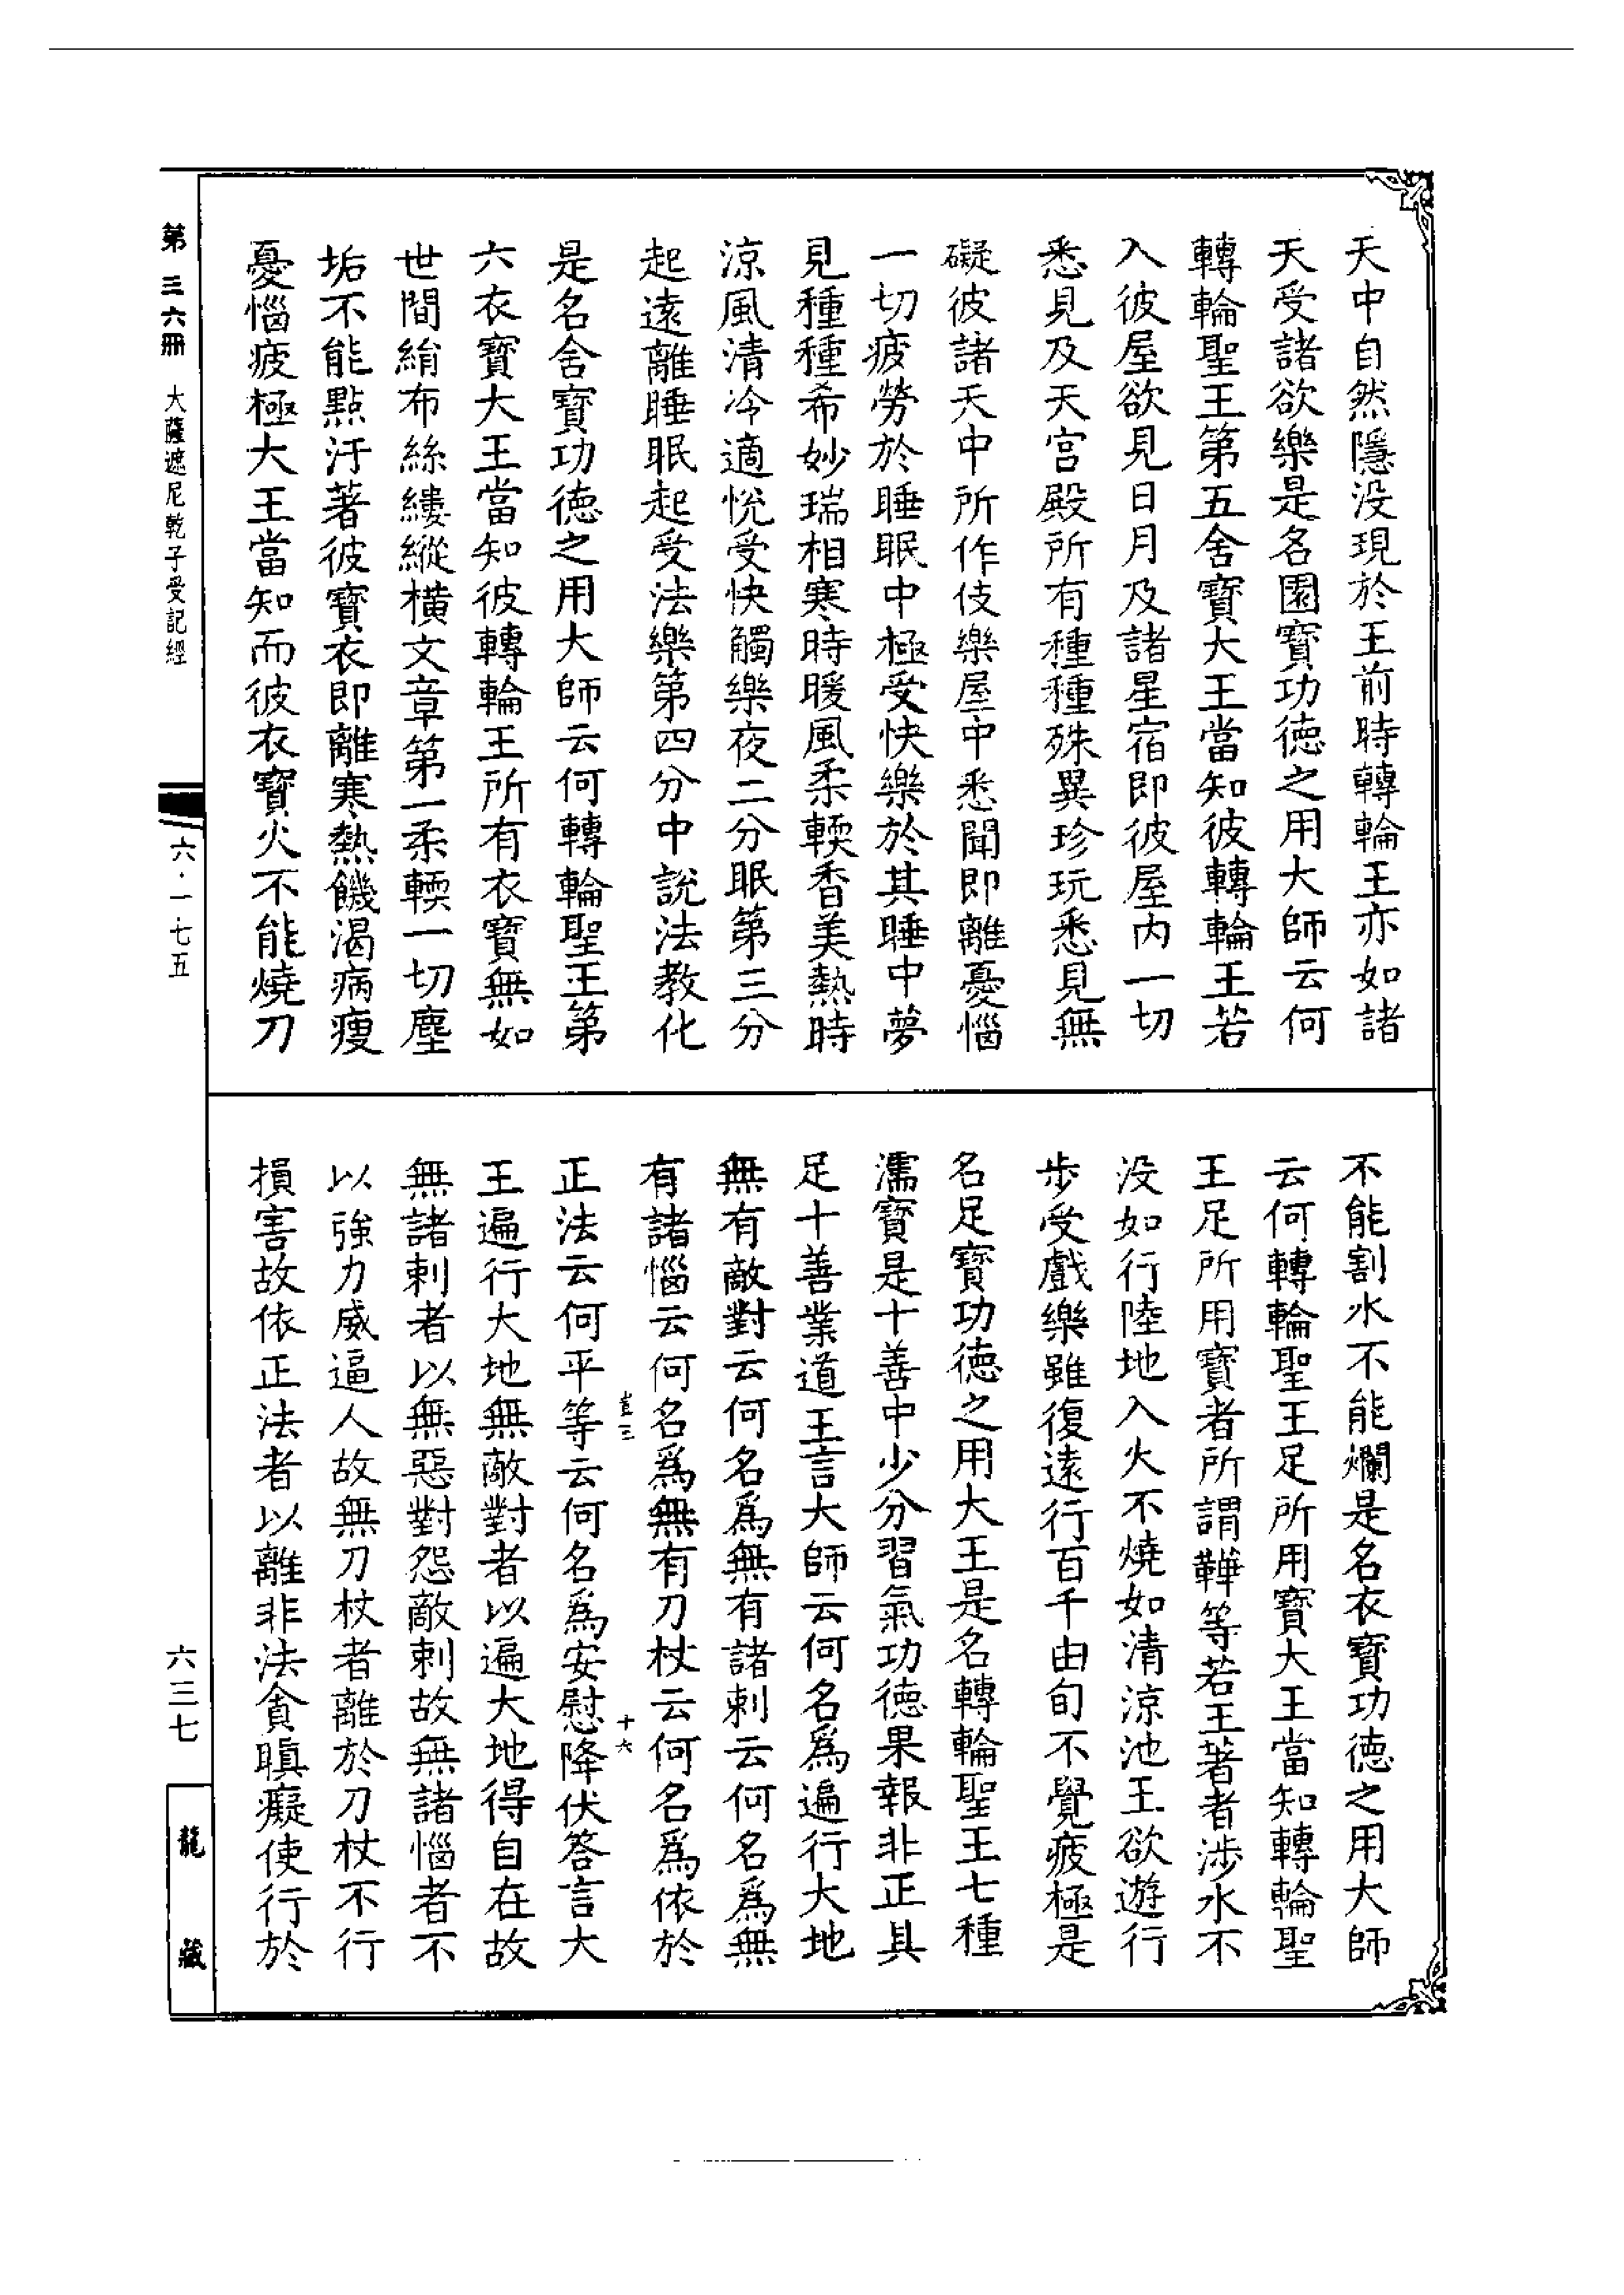 天中自然隱没現於王前時轉輪王亦如諸
天受諸欲樂是名園寶功徳之用大師云何
轉輪聖王第五舍寶大王當知彼轉輪王若
入彼屋欲見日月及諸星宿即彼屋内一切
悉見及天宫殿所有種種殊異珍玩悉見無
礙彼諸天中所作伎樂屋中悉聞即離憂惱
一切疲勞於睡眠中極受快樂於其睡中夢
見種種希妙瑞相寒時暖風柔輭香美熱時
涼風清冷適悅受快觸樂夜二分眠第三分
起遠離睡眠起受法樂第四分中說法教化
是名舍寶功徳之用大師云何轉輪聖王第
六衣寶大王當知彼轉輪王所有衣寶無如
世間絹布絲縷縱横文章第一柔輭一切塵
垢不能點汙著彼寶衣即離寒熱饑渴病瘦
憂惱疲極大王當知而彼衣寶火不能燒刀
不能割水不能爛是名衣寶功徳之用大師
云何轉輪聖王足所用寶大王當知轉輪聖
王足所用寶者所謂鞾等若王著者涉水不
没如行陸地入火不燒如清涼池王欲遊行
步受戲樂雖復遠行百千由旬不覺疲極是
名足寶功徳之用大王是名轉輪聖王七種
濡寶是十善中少分習氣功徳果報非正具
足十善業道王言大師云何名爲遍行大地
無有敵對云何名爲無有諸刺云何名爲無
有諸惱云何名爲無有刀杖云何名爲依於
豈三
十六
正法云何平等云何名爲安慰降伏答言大
王遍行大地無敵對者以遍大地得自在故
無諸刺者以無惡對怨敵刺故無諸惱者不
以強力威逼人故無刀杖者離於刀杖不行
損害故依正法者以離非法貪瞋癡使行於
第三六冊
大薩遮尼乾子受記經
六·一七五
六三七
龍藏